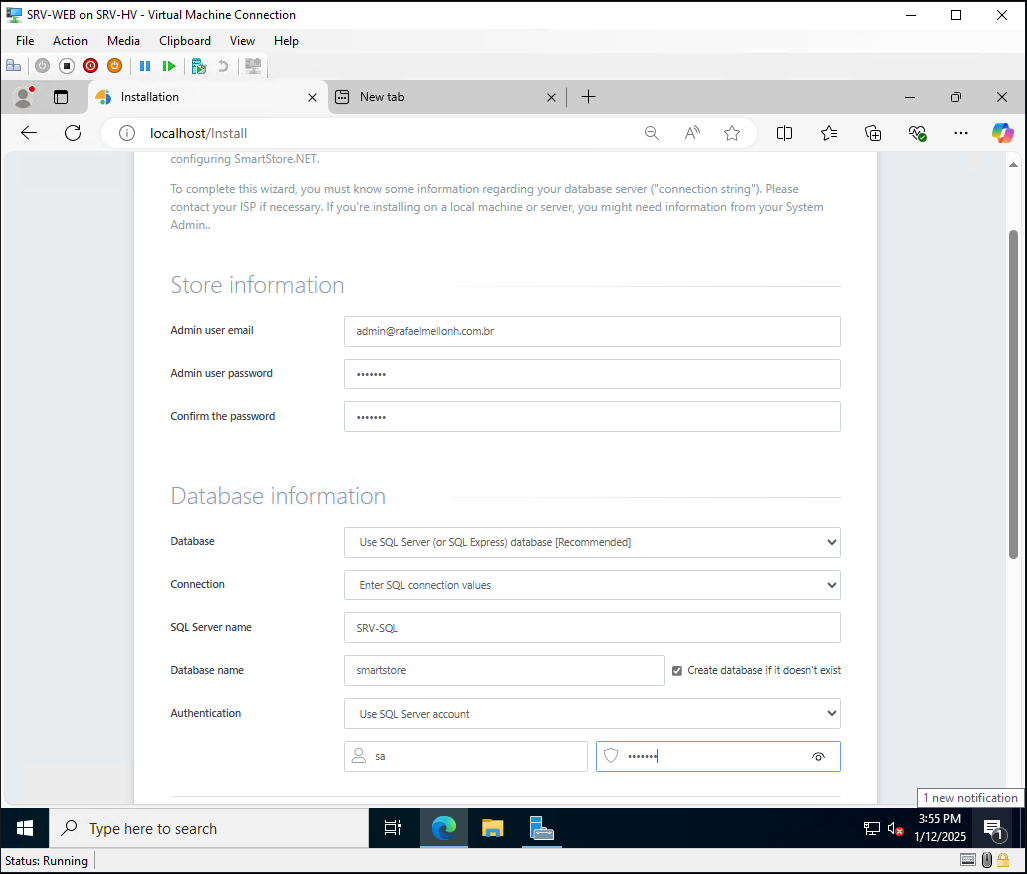 SRV-WEB on SRV-HV - Virtual Machine Connection
File Action Media Clipboard View Help
Installation
New tab
localhost/Install
configuring SmartStore.NET.
To complete this wizard, you must know some information regarding your database server ("connection string"). Please
contact your ISP if necessary. If you're installing on a local machine or server, you might need information from your System
Admin..
Store information
Admin user email
admin@rafaelmellonh.com.br
Admin user password
•••••••
Confirm the password
•••••••
Database information
Database
Use SQL Server (or SQL Express) database [Recommended]
Connection
Enter SQL connection values
SQL Server name
SRV-SQL
Database name
smartstore
Create database if it doesn't exist
Authentication
Use SQL Server account
sa
•••••••
1 new notification
Type here to search
3:55 PM
1/12/2025
1
Status: Running